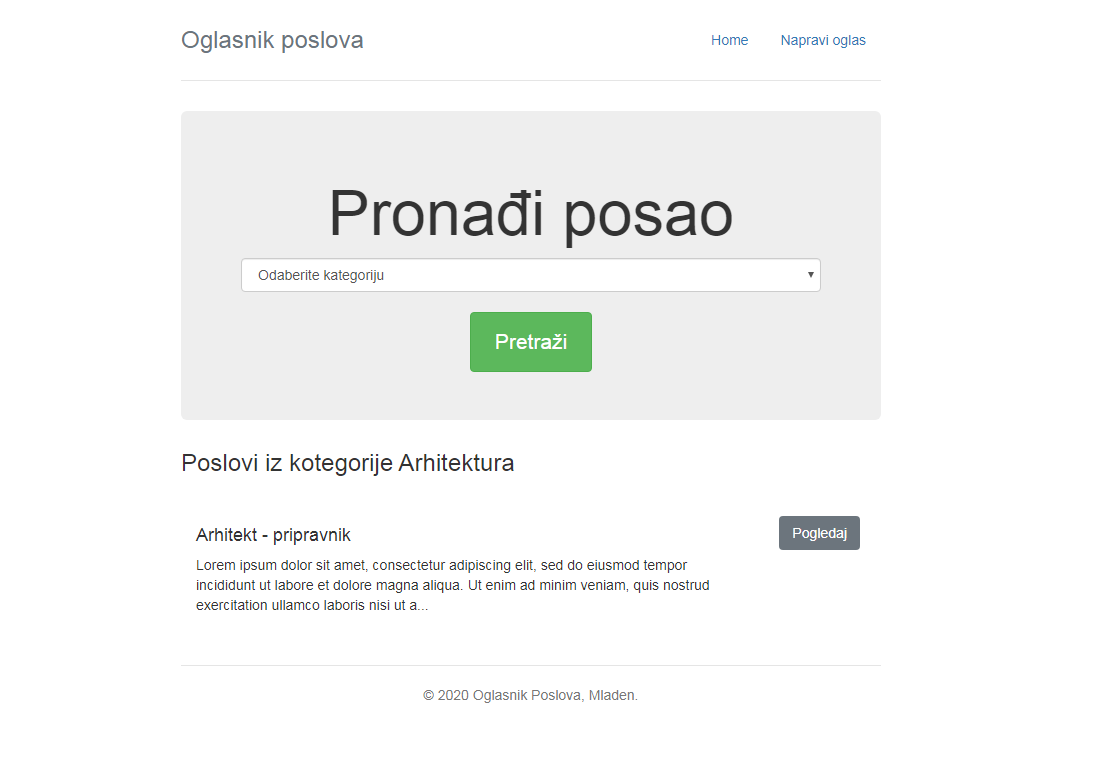 Oglasnik poslova
Home
Napravi oglas
Pronađi posao
Odaberite kategoriju
Pretraži
Poslovi iz kotegorije Arhitektura
Arhitekt - pripravnik
Pogledaj
Lorem ipsum dolor sit amet, consectetur adipiscing elit, sed do eiusmod tempor
incididunt ut labore et dolore magna aliqua. Ut enim ad minim veniam, quis nostrud
exercitation ullamco laboris nisi ut a...
© 2020 Oglasnik Poslova, Mladen.